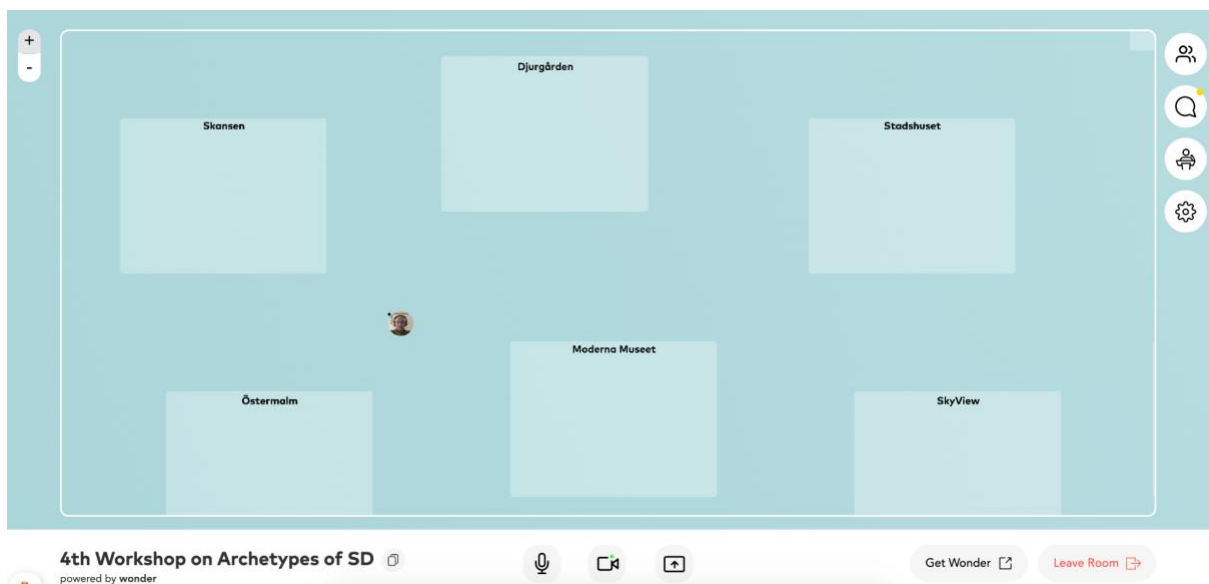 +
-
Djurgården
Skansen
Stadshuset
Moderna Museet
Östermalm
SkyView
4th Workshop on Archetypes of SD
powered by wonder
Get Wonder
Leave Room